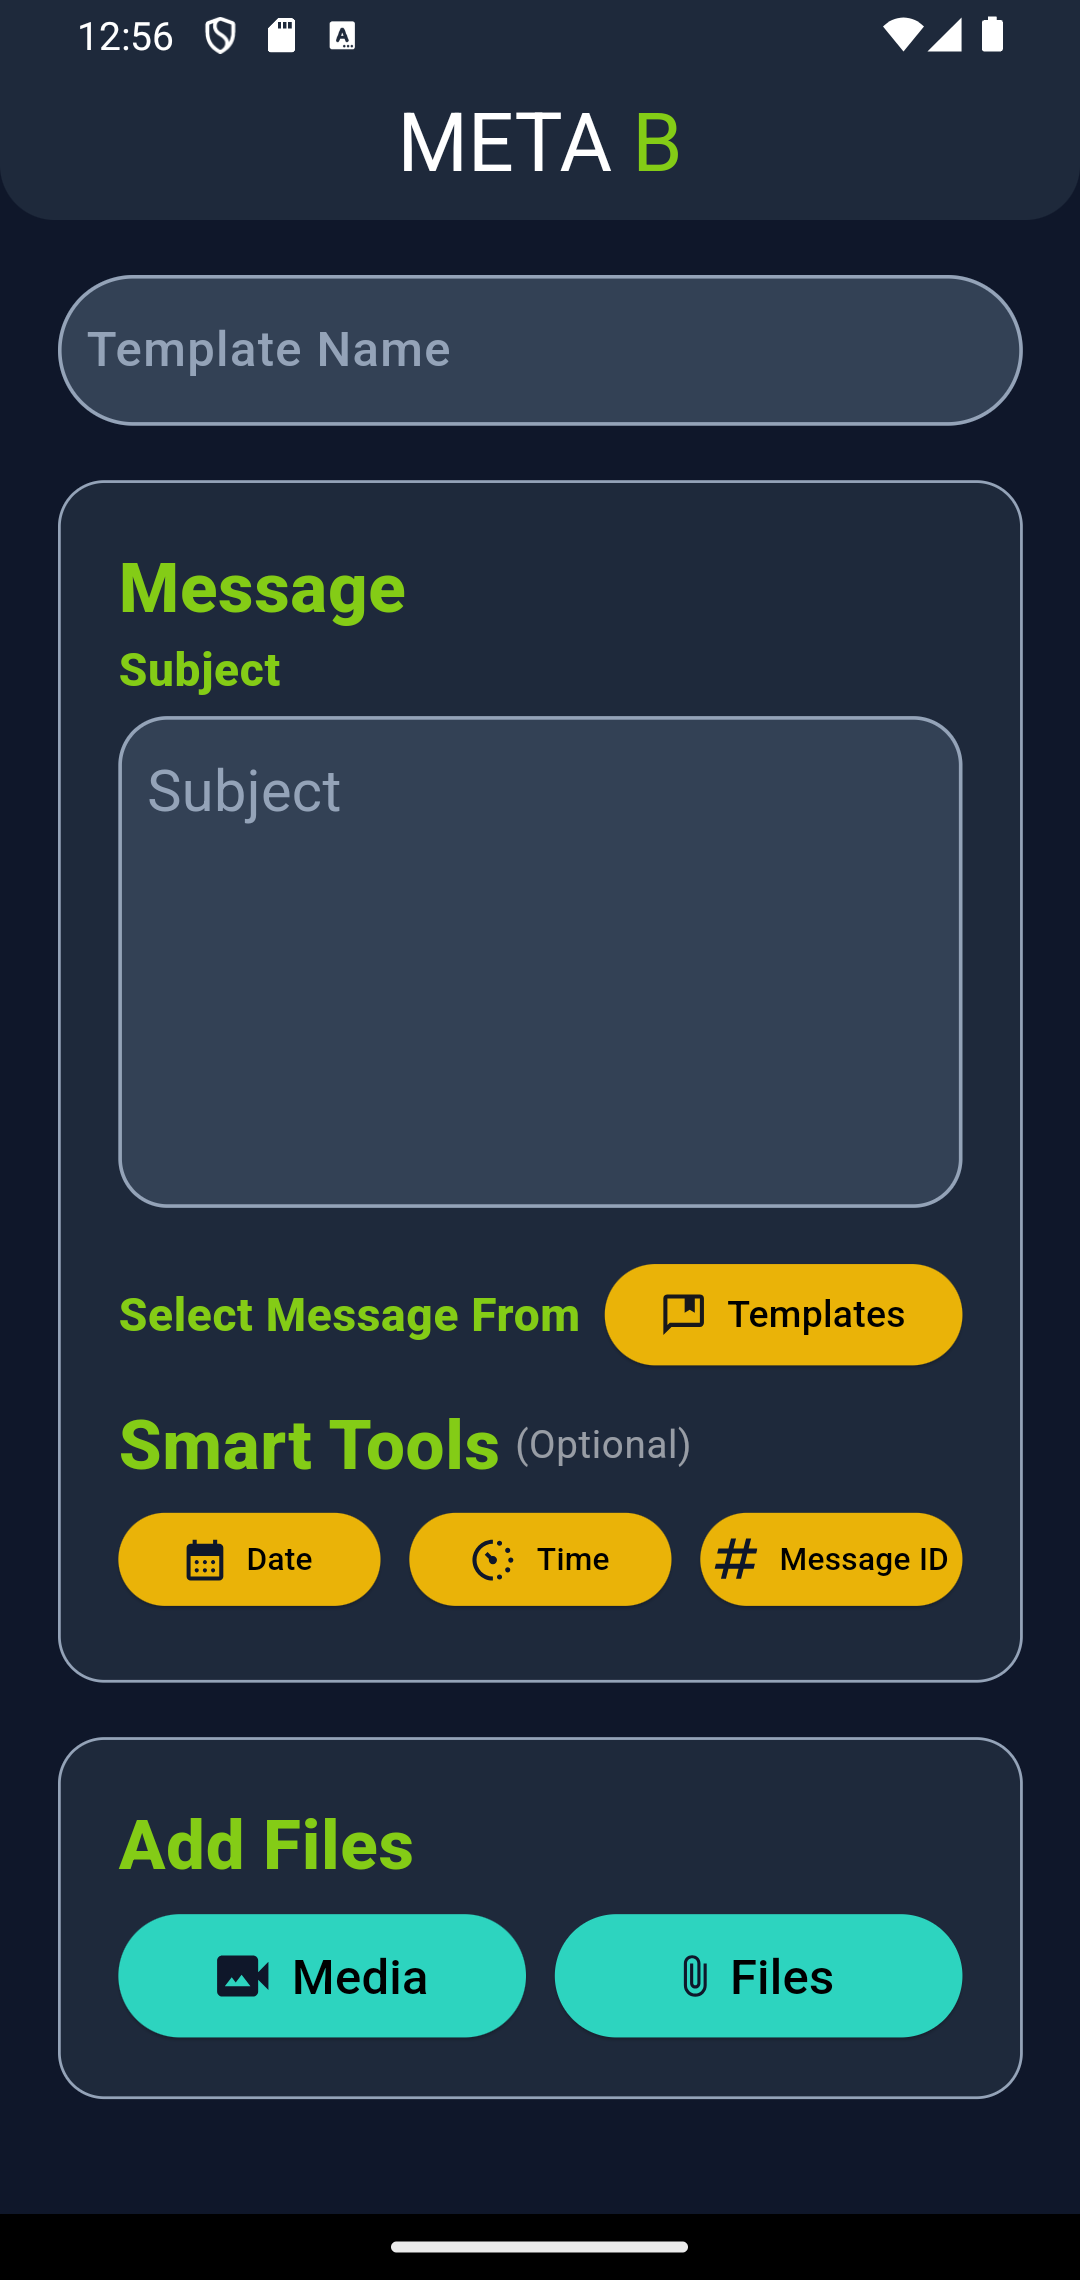 12:56
META B
Template Name
Message
Subject
Subject
Select Message From
Templates
Smart Tools (Optional)
Date
Time
Message ID
Add Files
Media
Files